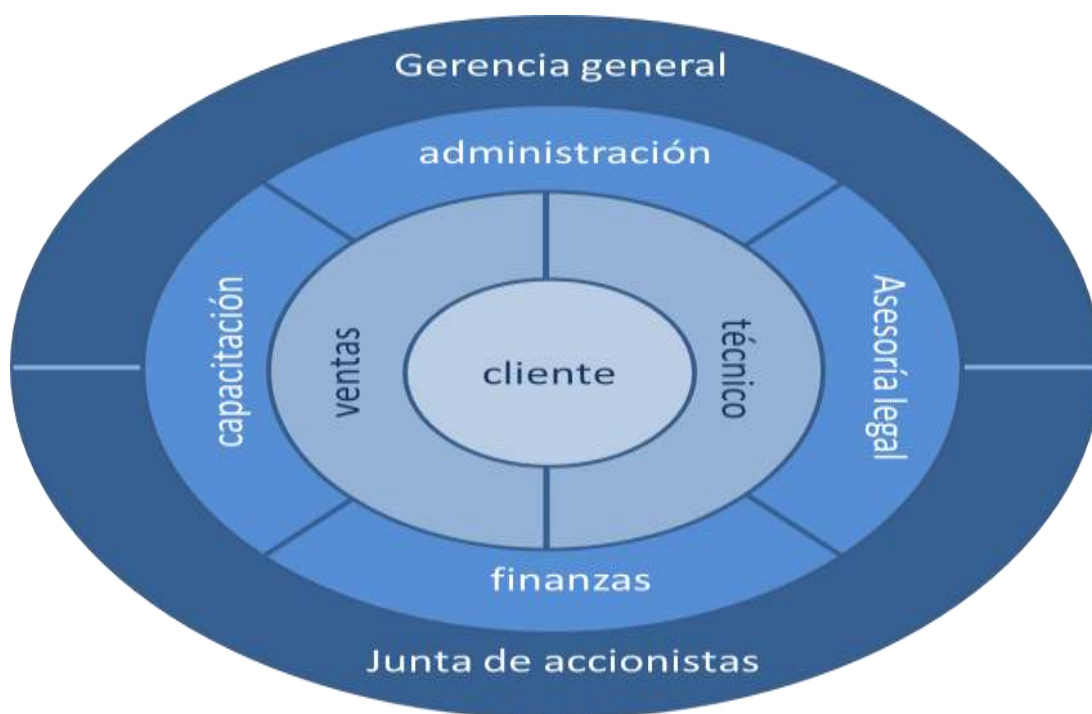 Gerencia general
administración
capacitación
ventas
cliente
técnico
Asesoría legal
finanzas
Junta de accionistas